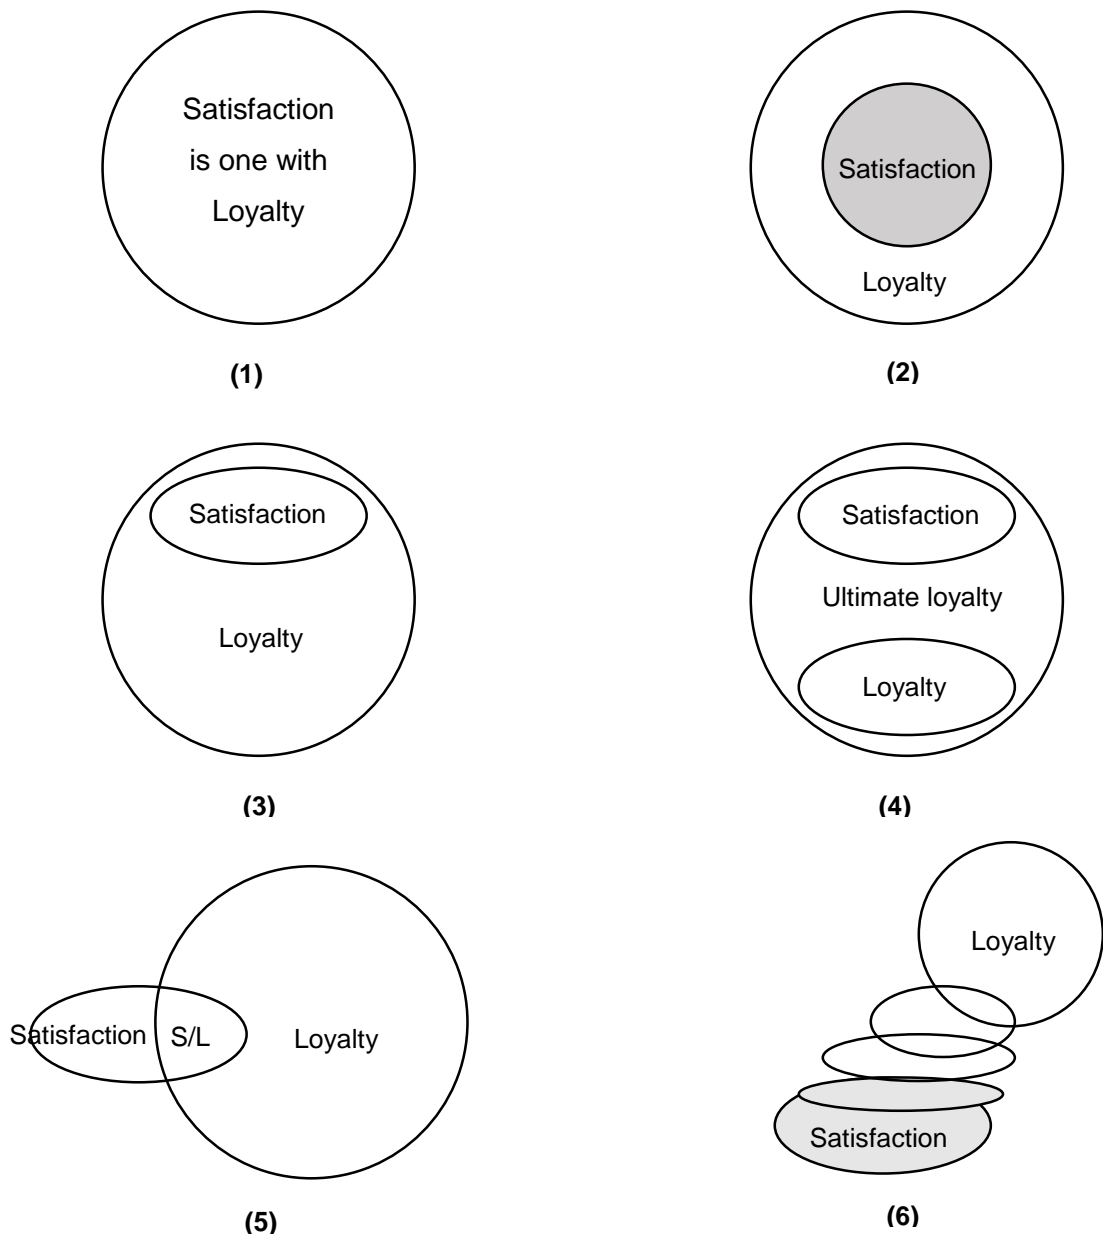 Satisfaction
is one with
Loyalty
(1)
Satisfaction
Loyalty
(2)
Satisfaction
Loyalty
(3)
Satisfaction
Ultimate loyalty
Loyalty
(4)
Satisfaction S/L Loyalty
(5)
Loyalty
Satisfaction
(6)